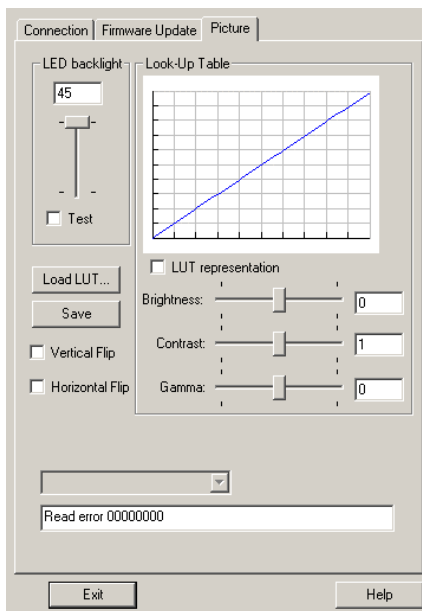 Connection Firmware Update Picture
LED backlight
45
Test
Look-Up Table
LUT representation
Load LUT...
Save
Vertical Flip
Horizontal Flip
Brightness: 0
Contrast: 1
Gamma: 0
Read error 00000000
Exit Help